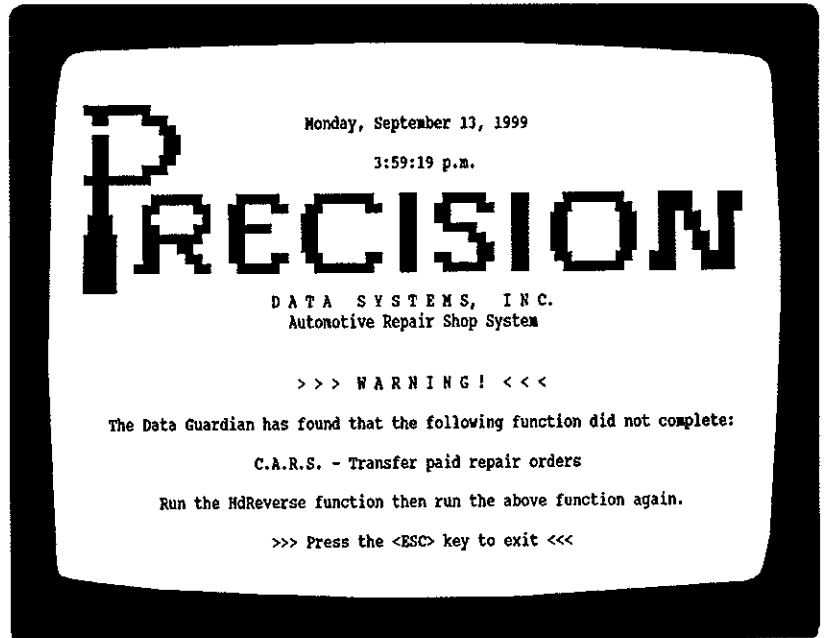 Monday, September 13, 1999
3:59:19 p.m.
PRECISION
DATA SYSTEMS, INC.
Automotive Repair Shop System
>>> WARNING! <<<
The Data Guardian has found that the following function did not complete:
C.A.R.S. - Transfer paid repair orders
Run the HdReverse function then run the above function again.
>>> Press the <ESC> key to exit <<<